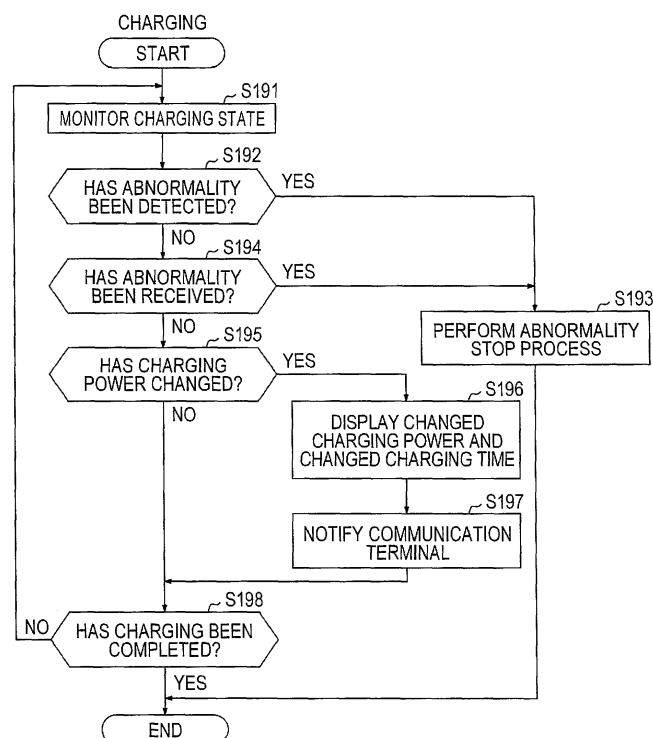 CHARGING
START
S191
MONITOR CHARGING STATE
S192
HAS ABNORMALITY
BEEN DETECTED?
YES
NO
S194
HAS ABNORMALITY
BEEN RECEIVED?
YES
NO
S193
PERFORM ABNORMALITY
STOP PROCESS
S195
HAS CHARGING
POWER CHANGED?
YES
NO
S196
DISPLAY CHANGED
CHARGING POWER AND
CHANGED CHARGING TIME
S197
NOTIFY COMMUNICATION
TERMINAL
S198
HAS CHARGING BEEN
COMPLETED?
NO
YES
END